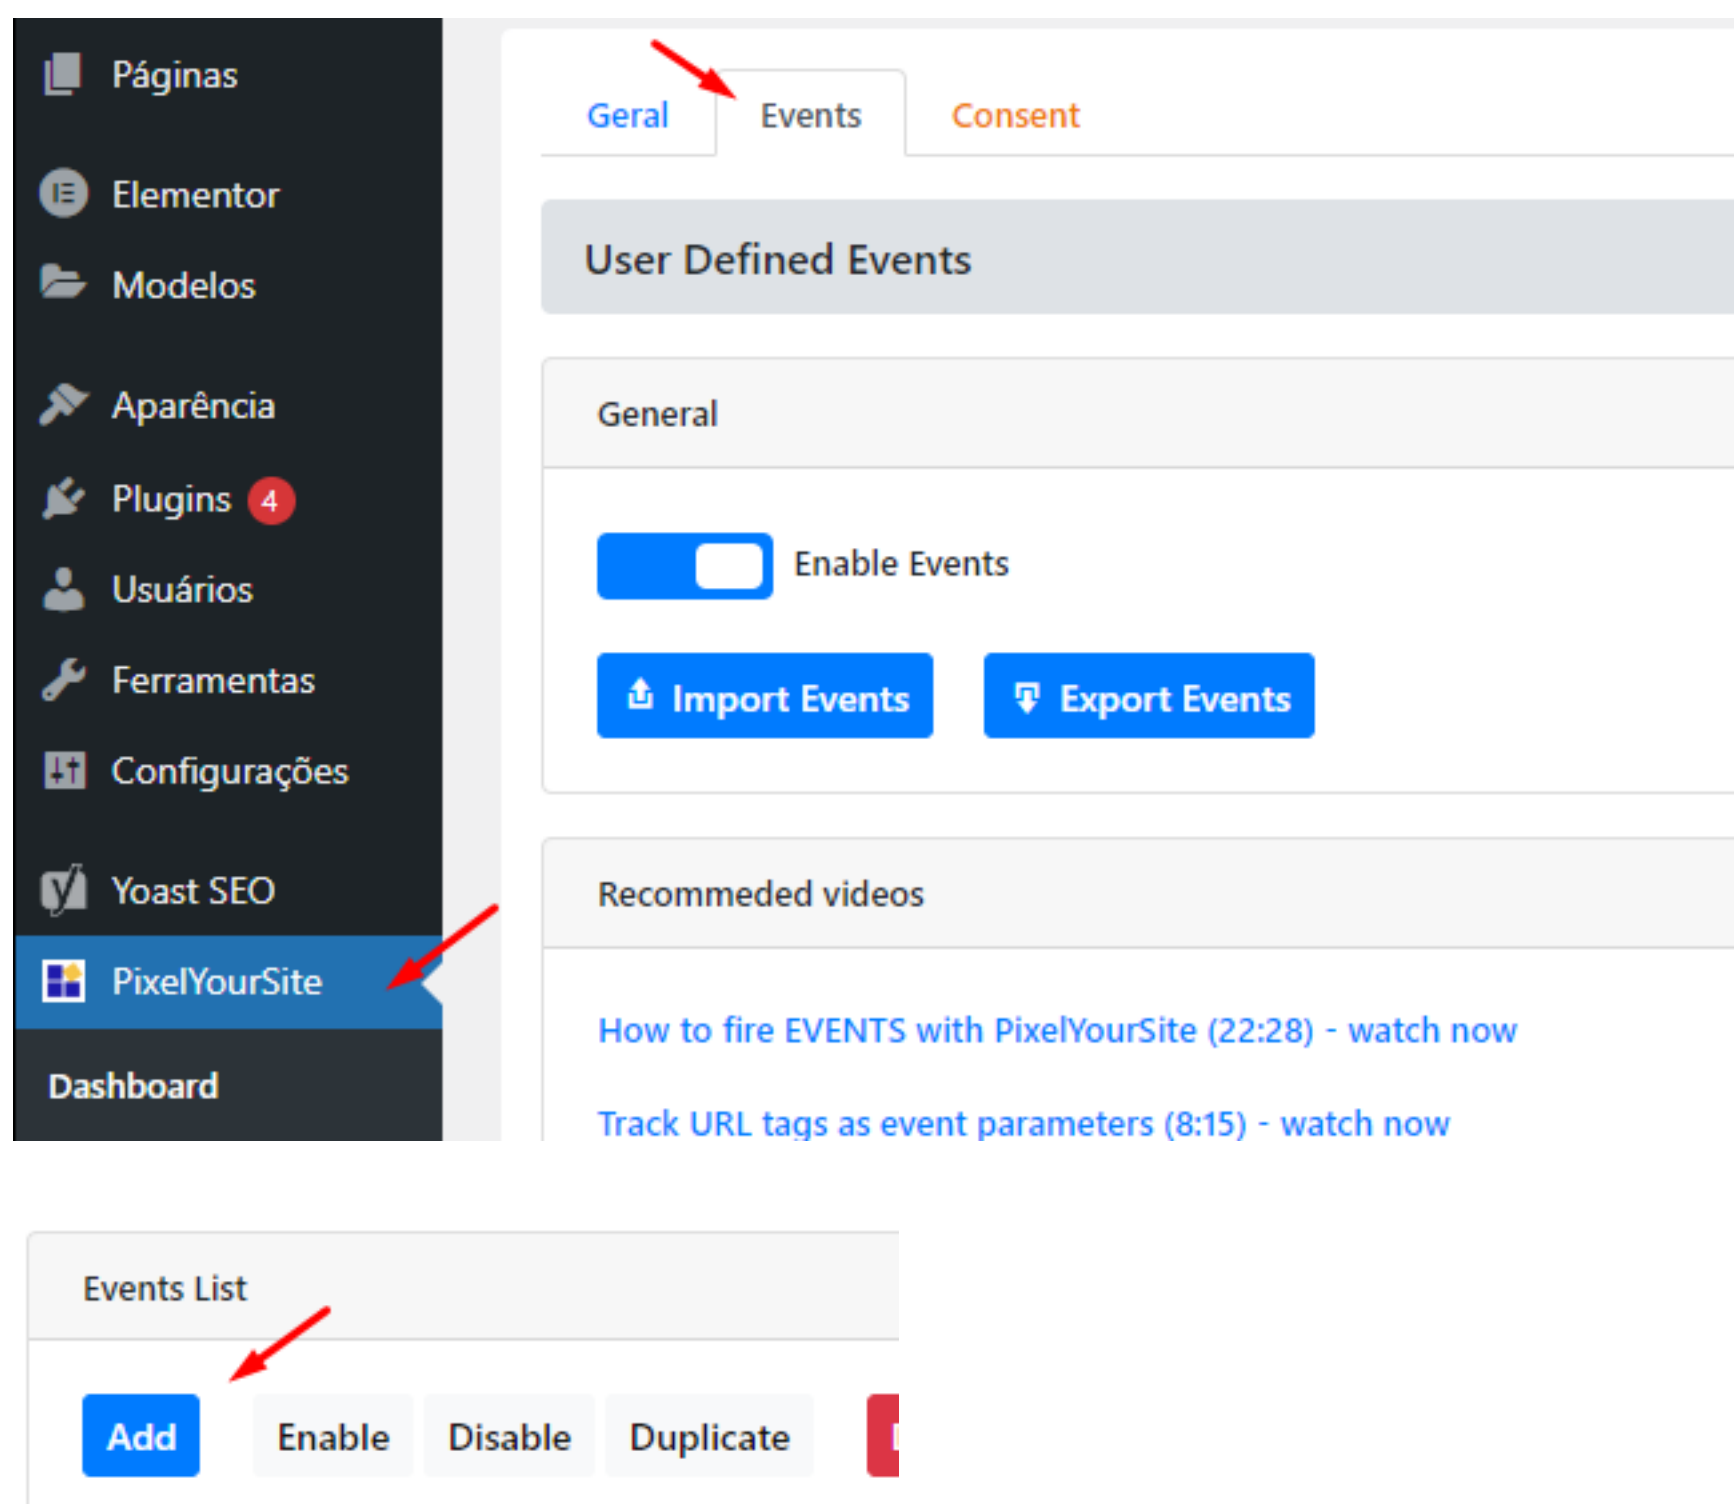 Páginas
Elementor
Modelos
Aparência
Plugins 4
Usuários
Ferramentas
Configurações
Yoast SEO
PixelYourSite
Dashboard
Geral Events Consent
User Defined Events
General
Enable Events
Import Events Export Events
Recommeded videos
How to fire EVENTS with PixelYourSite (22:28) - watch now
Track URL tags as event parameters (8:15) - watch now
Events List
Add Enable Disable Duplicate